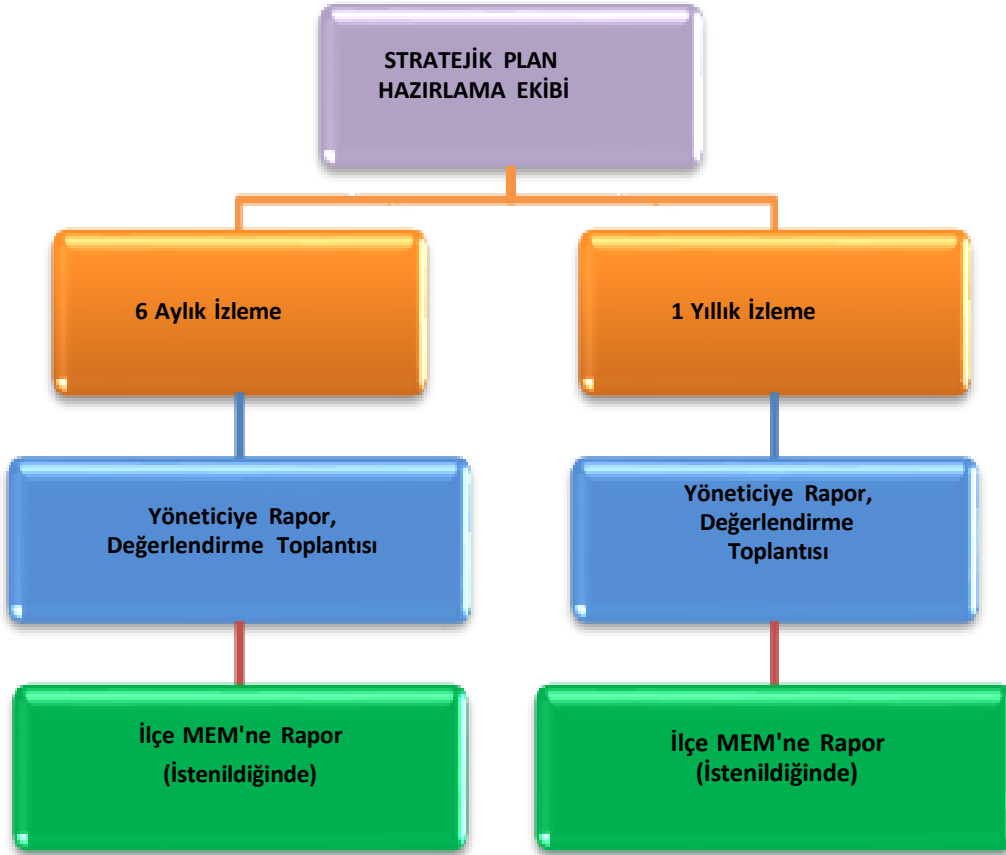 STRATEJİK PLAN
HAZIRLAMA EKİBİ
6 Aylık İzleme
1 Yıllık İzleme
Yöneticiye Rapor,
Değerlendirme Toplantısı
Yöneticiye Rapor,
Değerlendirme
Toplantısı
İlçe MEM'ne Rapor
(İstenildiğinde)
İlçe MEM'ne Rapor
(İstenildiğinde)